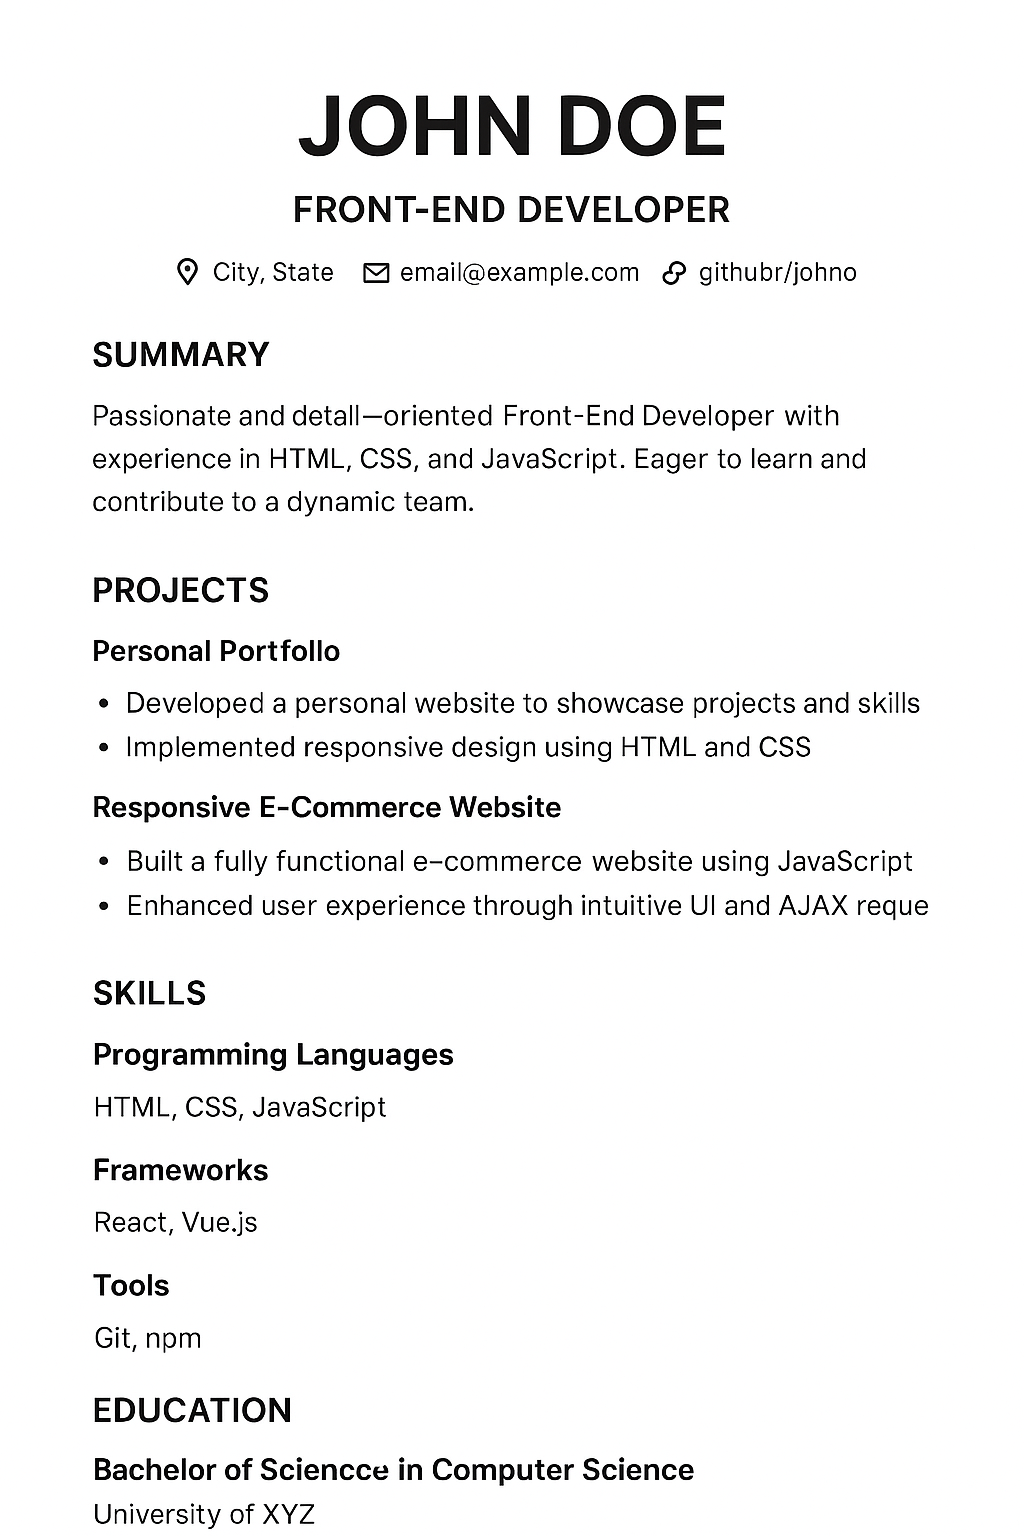 JOHN DOE
FRONT-END DEVELOPER
City, State email@example.com githubr/johno
SUMMARY
Passionate and detall—oriented Front-End Developer with
experience in HTML, CSS, and JavaScript. Eager to learn and
contribute to a dynamic team.
PROJECTS
Personal Portfollo
• Developed a personal website to showcase projects and skills
• Implemented responsive design using HTML and CSS
Responsive E-Commerce Website
• Built a fully functional e–commerce website using JavaScript
• Enhanced user experience through intuitive UI and AJAX reque
SKILLS
Programming Languages
HTML, CSS, JavaScript
Frameworks
React, Vue.js
Tools
Git, npm
EDUCATION
Bachelor of Sciencce in Computer Science
University of XYZ